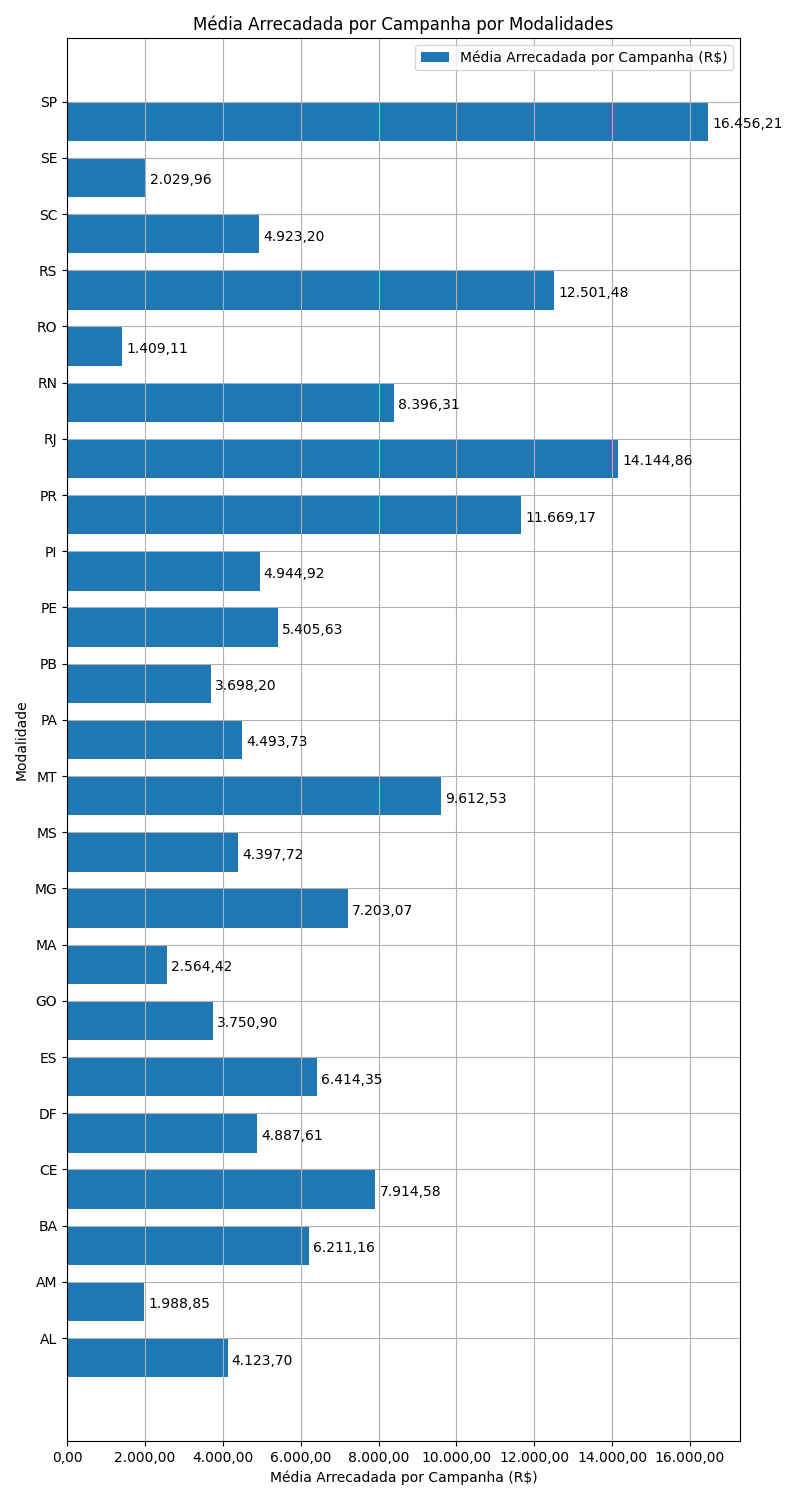 Média Arrecadada por Campanha por Modalidades
Média Arrecadada por Campanha (R$)
SP
16.456,21
SE
2.029,96
SC
4.923,20
RS
12.501,48
RO
1.409,11
RN
8.396,31
RJ
14.144,86
PR
11.669,17
PI
4.944,92
PE
5.405,63
PB
3.698,20
PA
4.493,73
Modalidade
MT
9.612,53
MS
4.397,72
MG
7.203,07
MA
2.564,42
GO
3.750,90
ES
6.414,35
DF
4.887,61
CE
7.914,58
BA
6.211,16
AM
1.988,85
AL
4.123,70
0,00 2.000,00 4.000,00 6.000,00 8.000,00 10.000,00 12.000,00 14.000,00 16.000,00
Média Arrecadada por Campanha (R$)